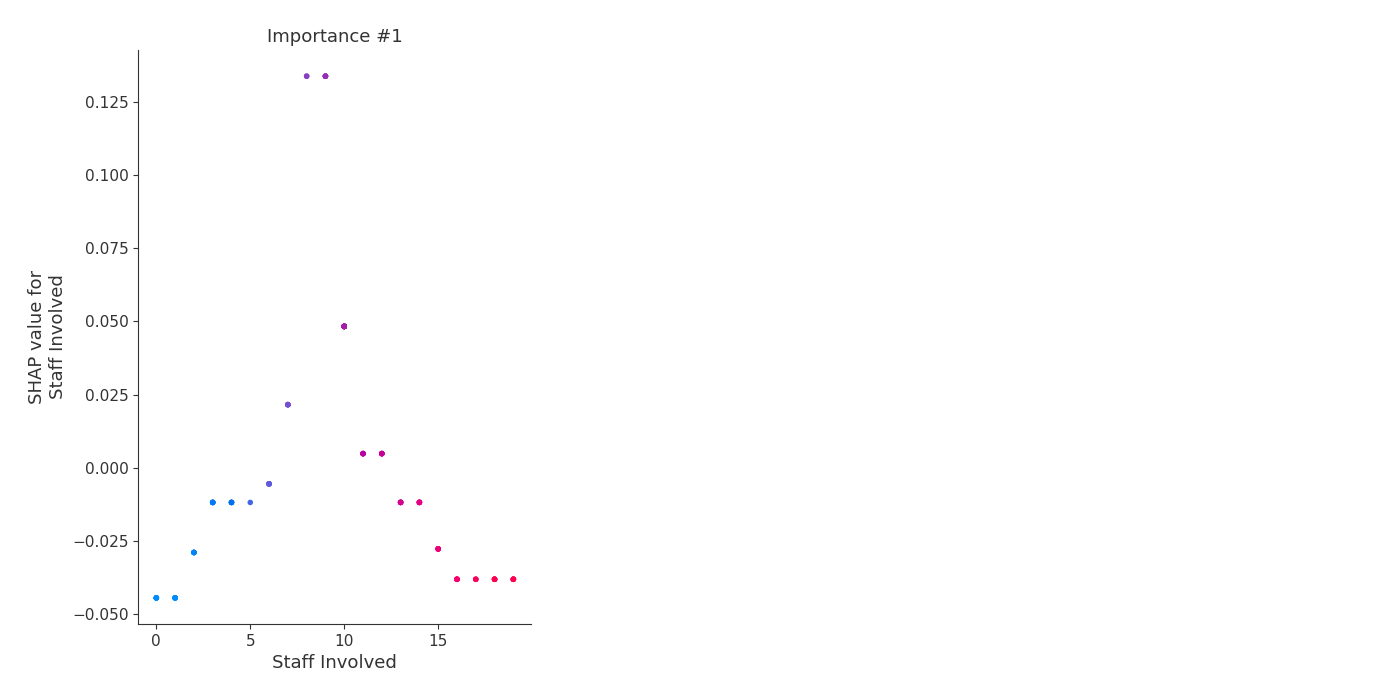 Importance #1
0.125
0.100
0.075
0.050
0.025
0.000
−0.025
−0.050
SHAP value for
Staff Involved
0 5 10 15
Staff Involved